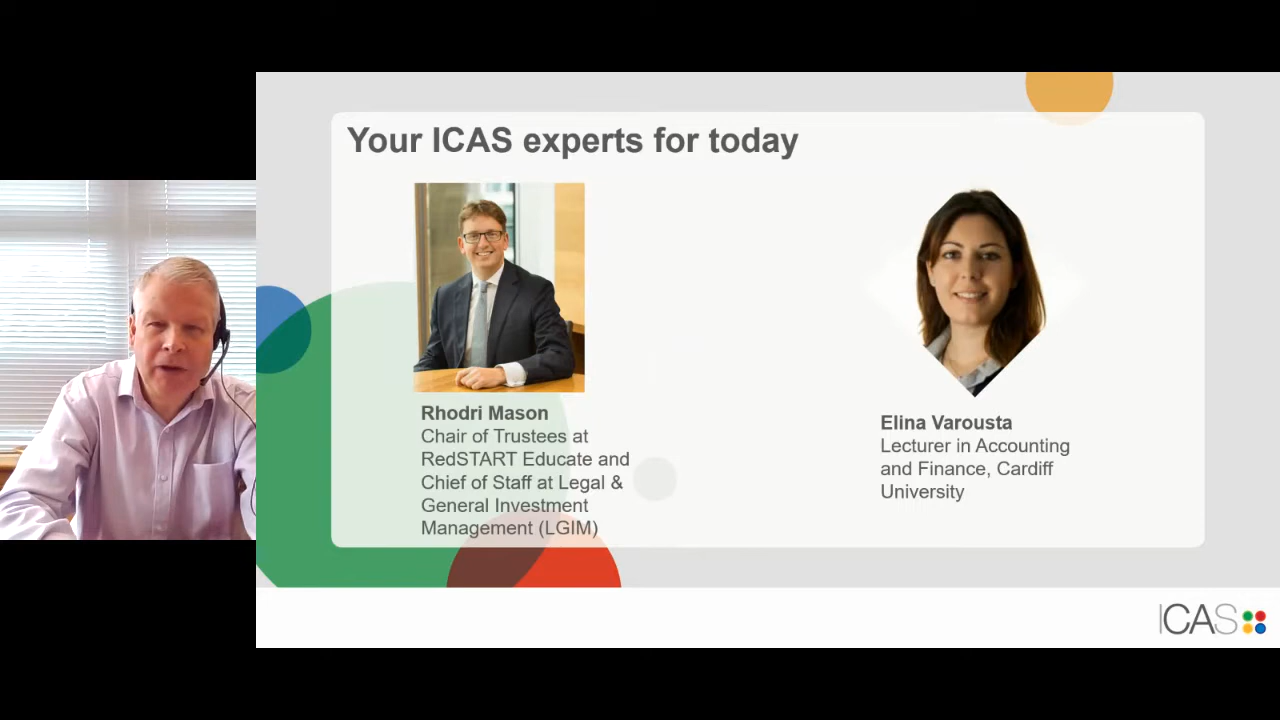 Your ICAS experts for today
Rhodri Mason
Chair of Trustees at
RedSTART Educate and
Chief of Staff at Legal &
General Investment
Management (LGIM)
Elina Varousta
Lecturer in Accounting
and Finance, Cardiff
University
ICAS